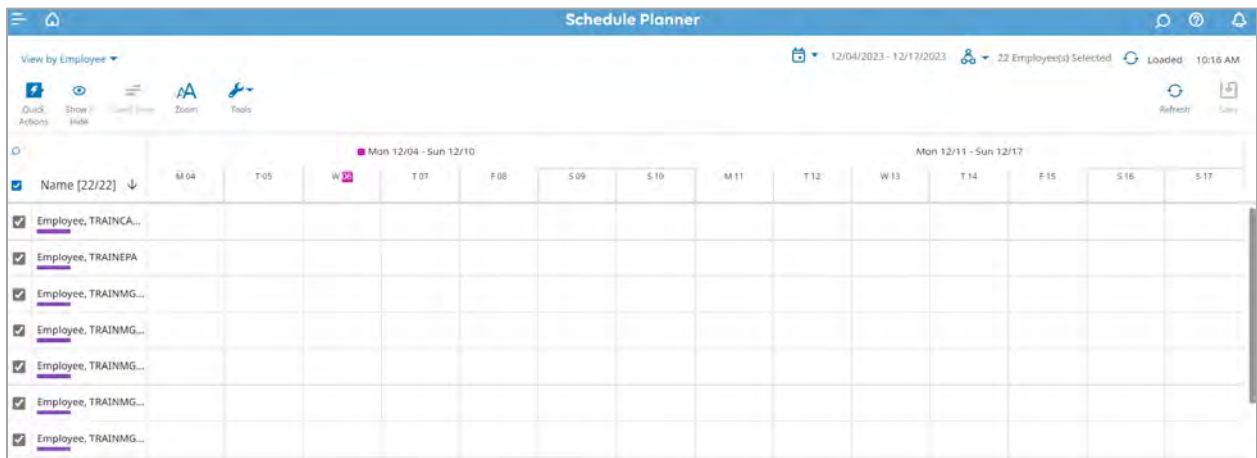 Schedule Planner
View by Employee
12/04/2023 - 12/17/2023 22 Employee(s) Selected Loaded 10:16 AM
Quick Actions Show / Hide Zoom Tools Refresh Save
Mon 12/04 - Sun 12/10 Mon 12/11 - Sun 12/17
Name [22/22] M 04 T 05 W 06 T 07 F 08 S 09 S 10 M 11 T 12 W 13 T 14 F 15 S 16 S 17
Employee, TRAINCA...
Employee, TRAINEPA
Employee, TRAINMG...
Employee, TRAINMG...
Employee, TRAINMG...
Employee, TRAINMG...
Employee, TRAINMG...